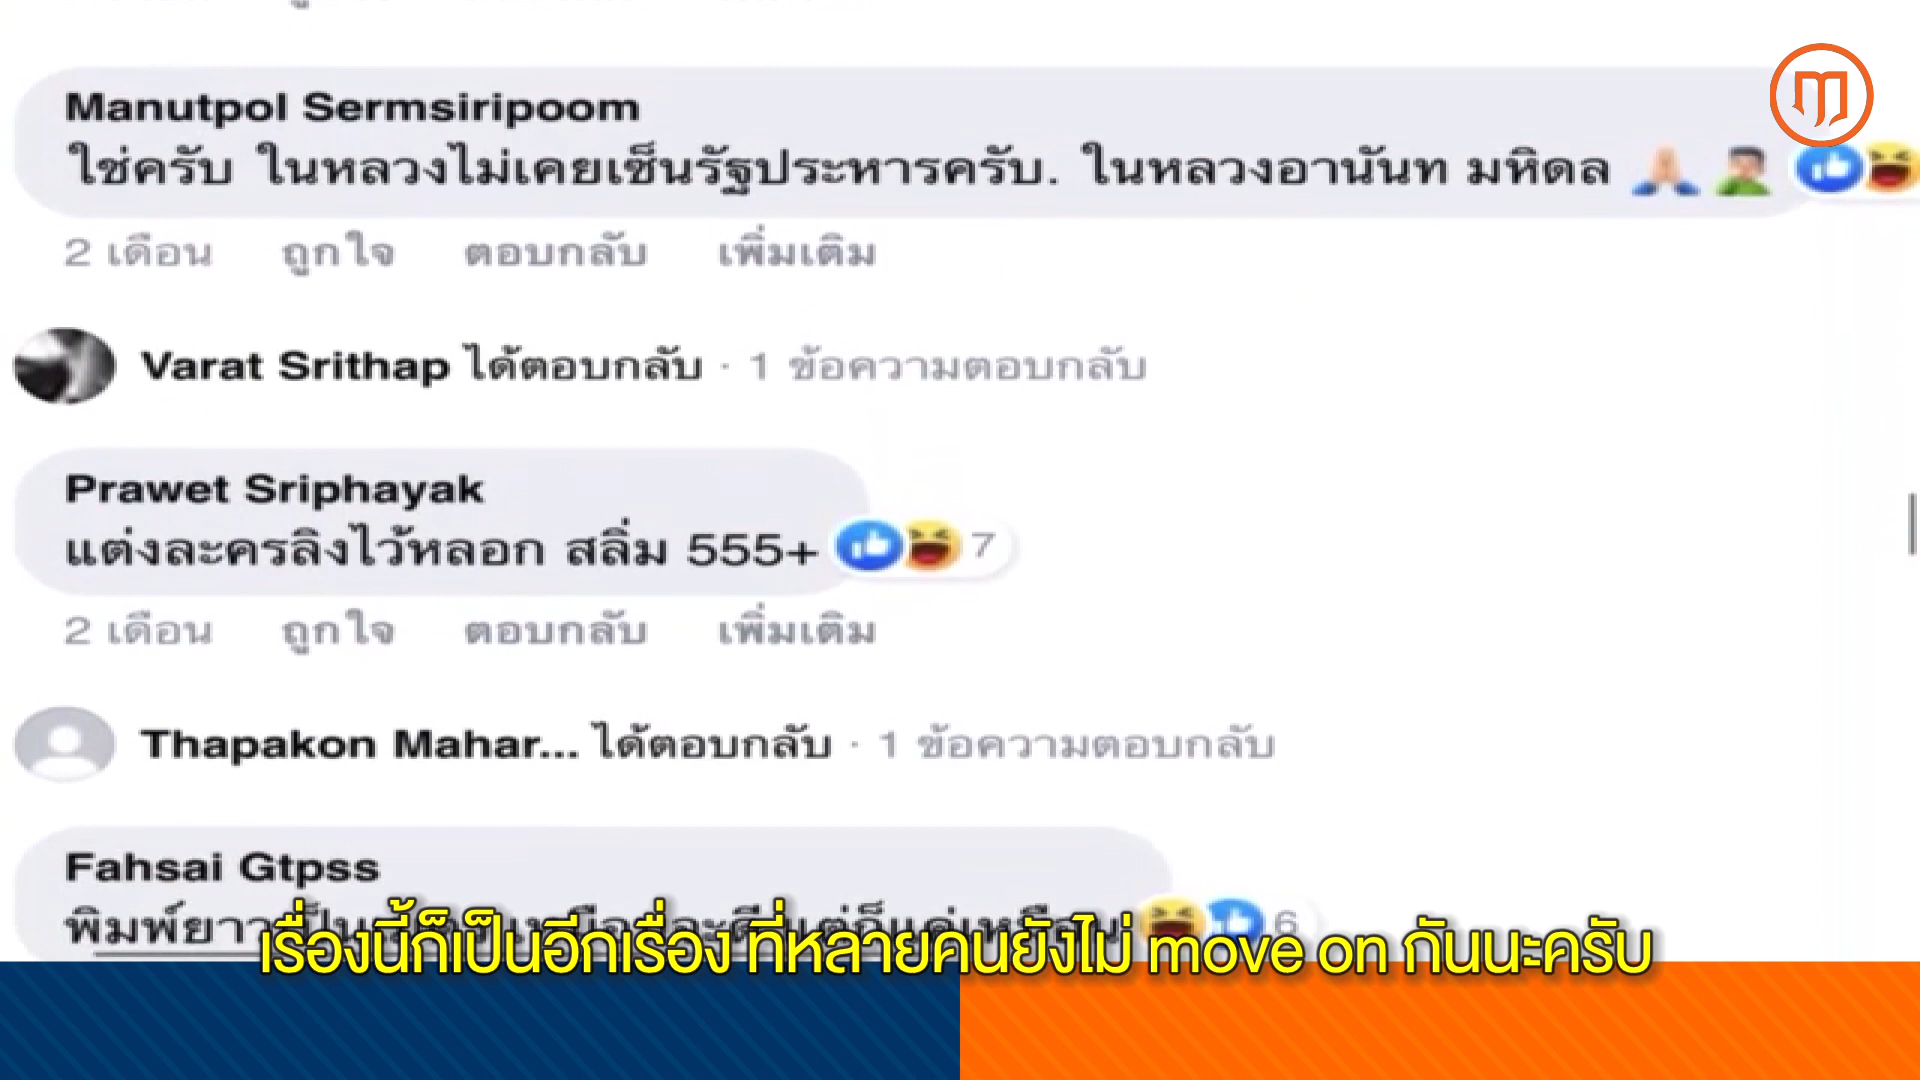 Manutpol Sermsiripoom
ใช่ครับ ในหลวงไม่เคยเซ็นรัฐประหารครับ. ในหลวงอานันท มหิดล
2 เดือน ถูกใจ ตอบกลับ เพิ่มเติม
Varat Srithap ได้ตอบกลับ · 1 ข้อความตอบกลับ
Prawet Sriphayak
แต่งละครลิงไว้หลอก สลิ่ม 555+ 7
2 เดือน ถูกใจ ตอบกลับ เพิ่มเติม
Thapakon Mahar... ได้ตอบกลับ · 1 ข้อความตอบกลับ
Fahsai Gtpss
พิมพ์ยาว 6
เรื่องนี้ก็เป็นอีกเรื่อง ที่หลายคนยังไม่ move on กันนะครับ